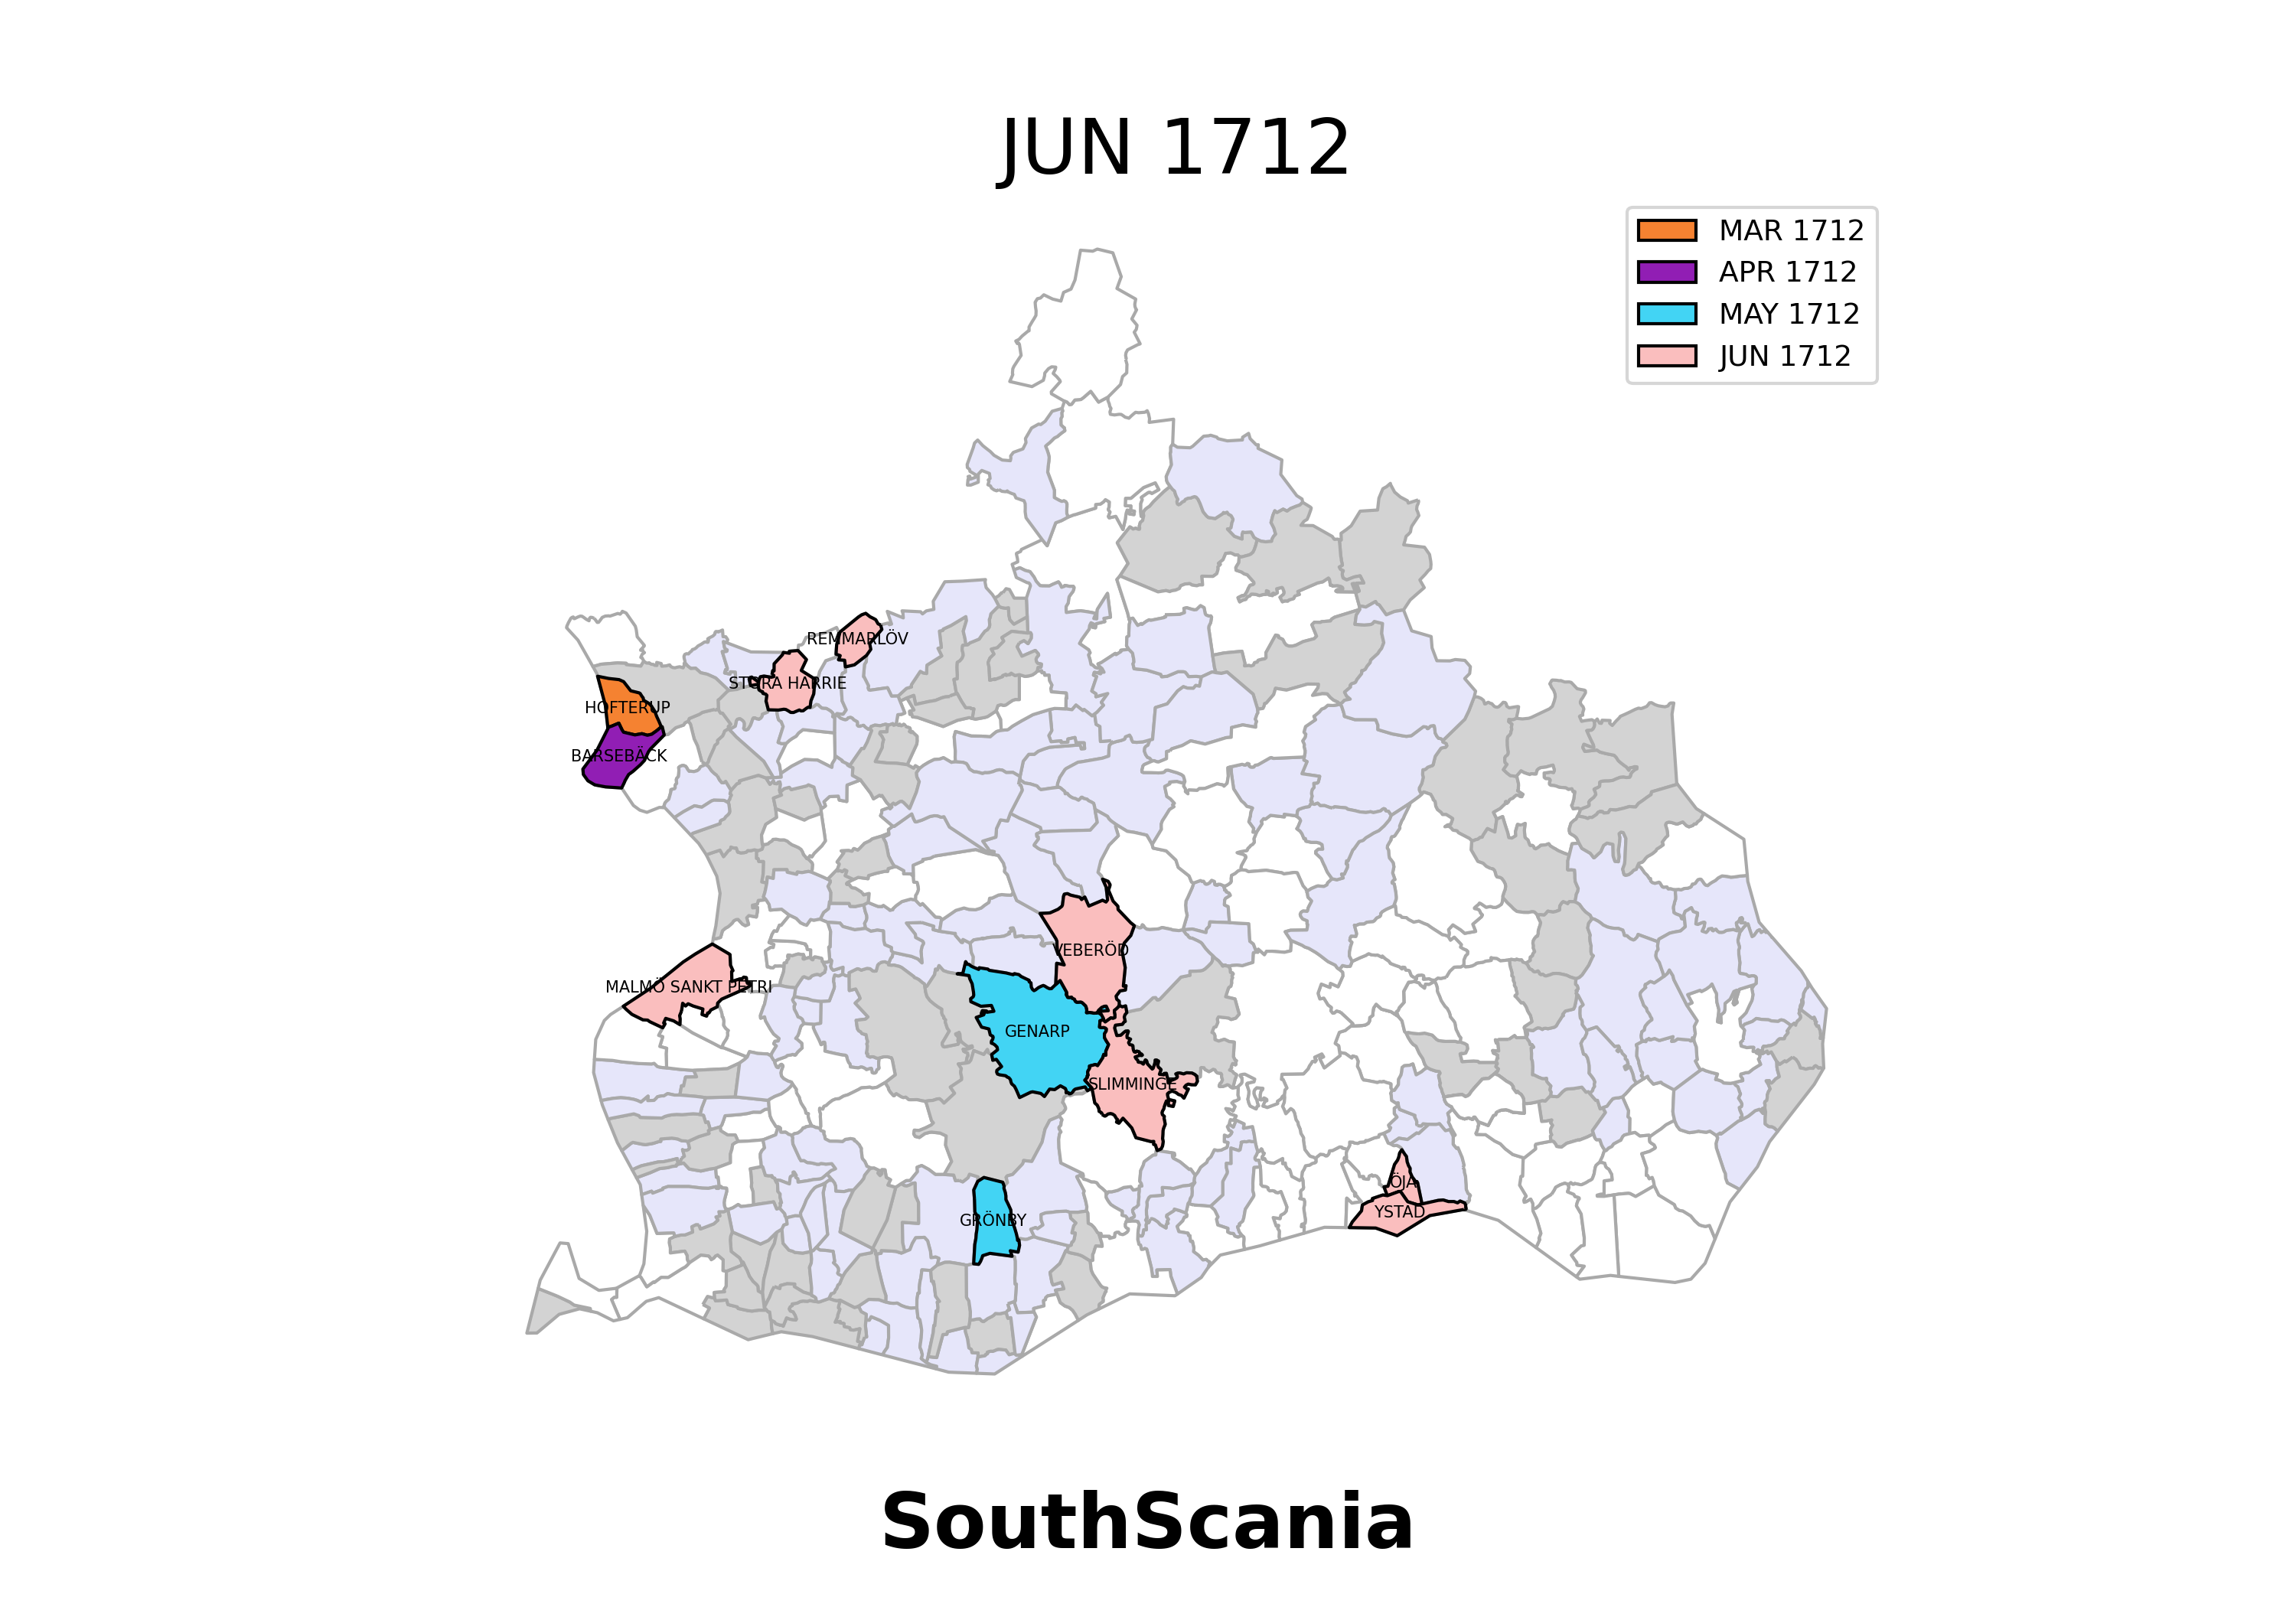 JUN 1712
MAR 1712
APR 1712
MAY 1712
JUN 1712
REMMARLÖV
STORA HARRIE
HOFTERUP
BARSEBÄCK
VEBERÖD
MALMÖ SANKT PETRI
GENARP
SLIMMINGE
ÖJA
YSTAD
GRÖNBY
SouthScania